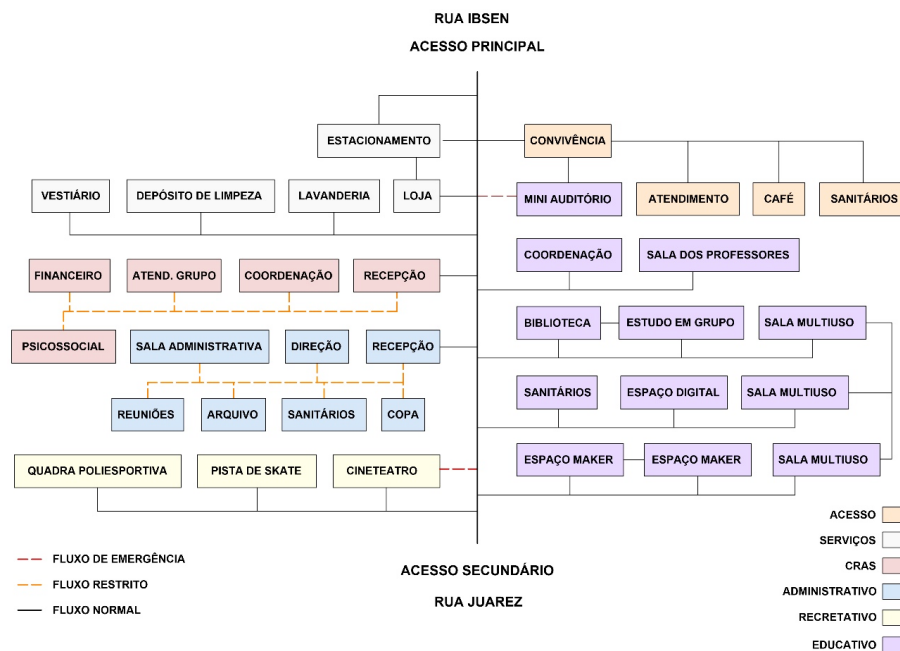 RUA IBSEN
ACESSO PRINCIPAL
ESTACIONAMENTO
CONVIVÊNCIA
VESTIÁRIO
DEPÓSITO DE LIMPEZA
LAVANDERIA
LOJA
MINI AUDITÓRIO
ATENDIMENTO
CAFÉ
SANITÁRIOS
COORDENAÇÃO
SALA DOS PROFESSORES
FINANCEIRO
ATEND. GRUPO
COORDENAÇÃO
RECEPÇÃO
BIBLIOTECA
ESTUDO EM GRUPO
SALA MULTIUSO
PSICOSSOCIAL
SALA ADMINISTRATIVA
DIREÇÃO
RECEPÇÃO
SANITÁRIOS
ESPAÇO DIGITAL
SALA MULTIUSO
REUNIÕES
ARQUIVO
SANITÁRIOS
COPA
ESPAÇO MAKER
ESPAÇO MAKER
SALA MULTIUSO
QUADRA POLIESPORTIVA
PISTA DE SKATE
CINETEATRO
ACESSO SECUNDÁRIO
RUA JUAREZ
FLUXO DE EMERGÊNCIA
FLUXO RESTRITO
FLUXO NORMAL
ACESSO
SERVIÇOS
CRAS
ADMINISTRATIVO
RECRETATIVO
EDUCATIVO